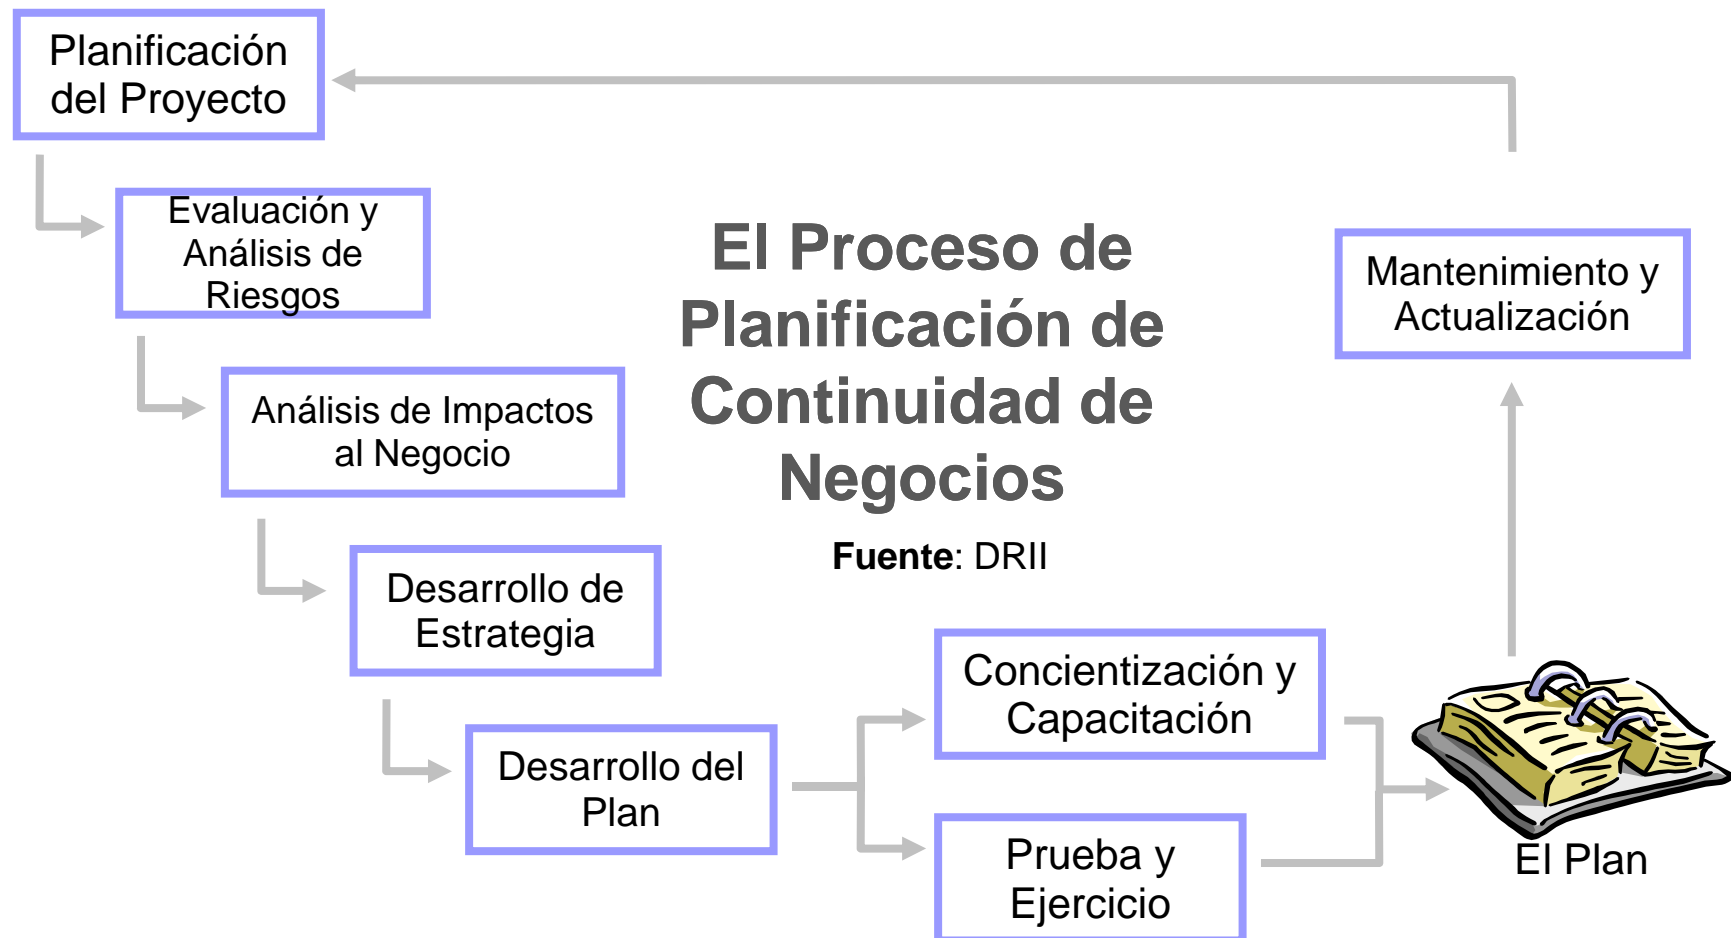 Planificación
del Proyecto
Evaluación y
Análisis de
Riesgos
Análisis de Impactos
al Negocio
Desarrollo de
Estrategia
Desarrollo del
Plan
El Proceso de
Planificación de
Continuidad de
Negocios
Fuente: DRII
Concientización y
Capacitación
Prueba y
Ejercicio
El Plan
Mantenimiento y
Actualización